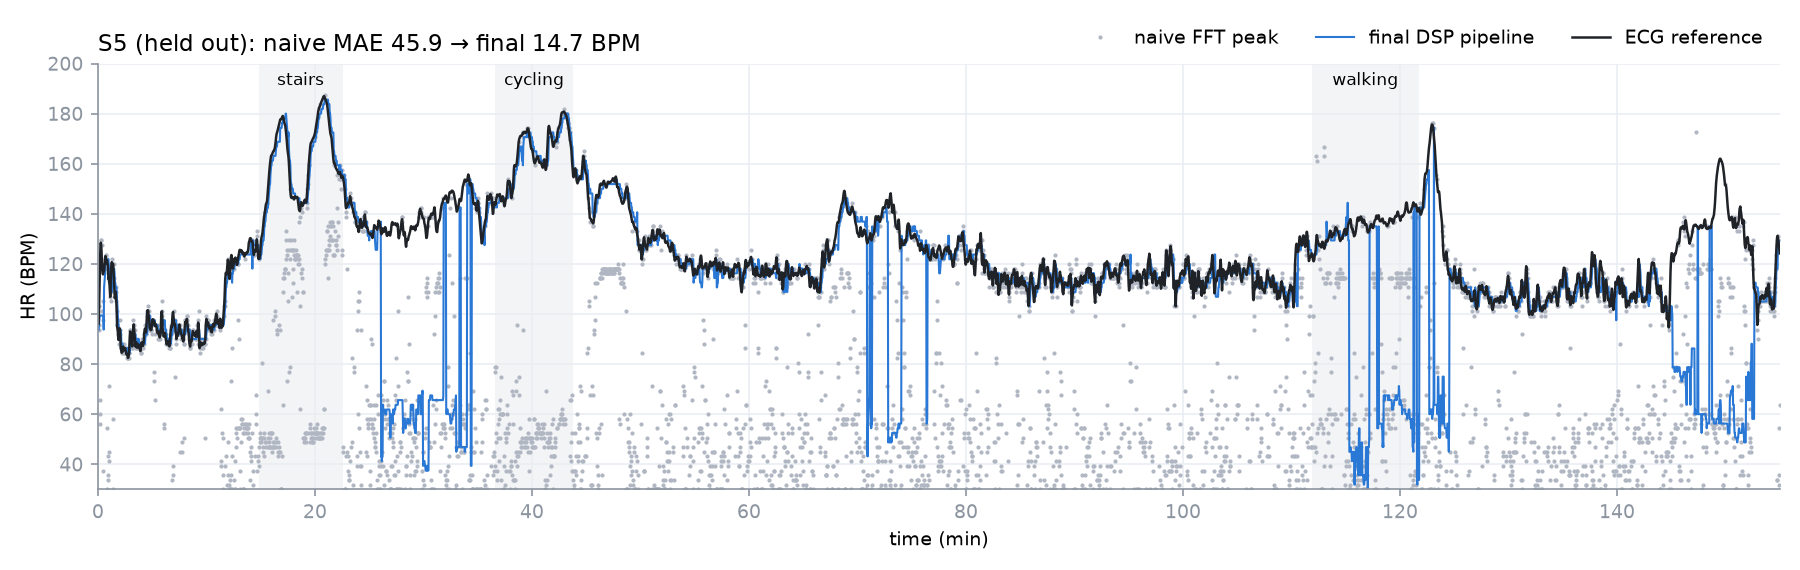 S5 (held out): naive MAE 45.9 → final 14.7 BPM
naive FFT peak
final DSP pipeline
ECG reference
stairs
cycling
walking
HR (BPM)
200
180
160
140
120
100
80
60
40
0
20
40
60
80
100
120
140
time (min)